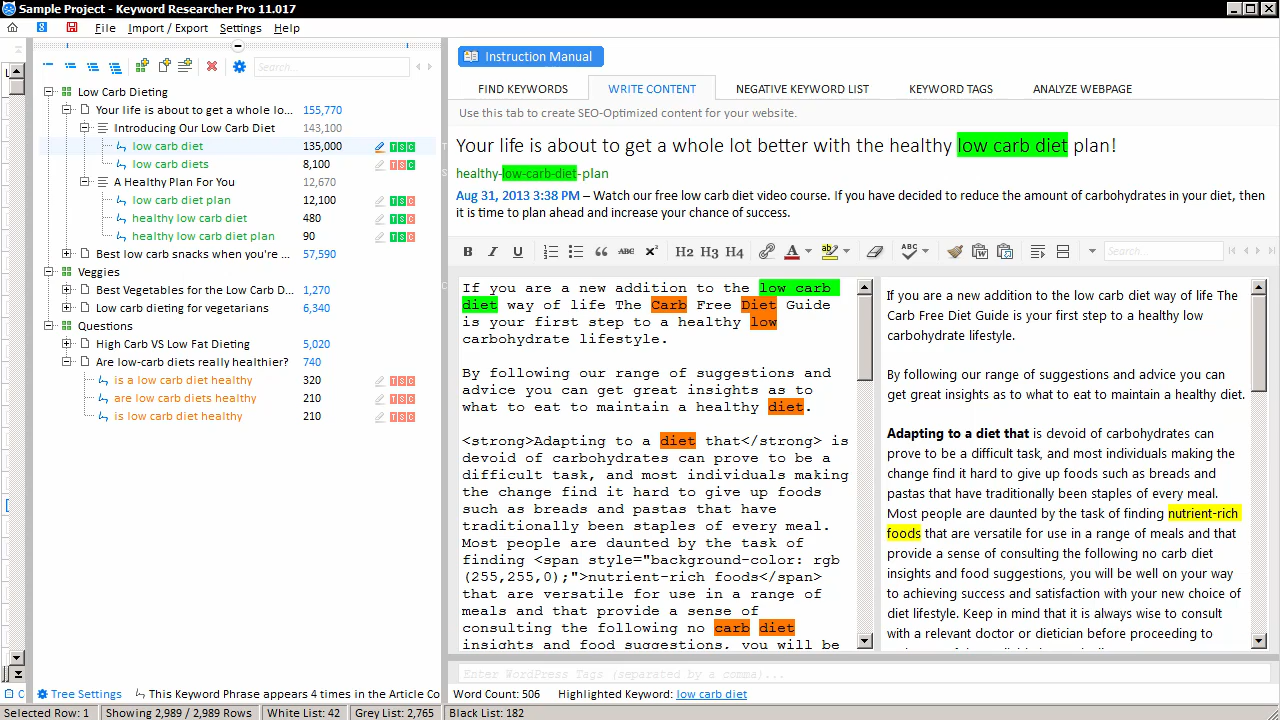 Sample Project - Keyword Researcher Pro 11.017
File Import / Export Settings Help
Search...
Low Carb Dieting
Your life is about to get a whole lo... 155,770
Introducing Our Low Carb Diet 143,100
low carb diet 135,000 T S C
low carb diets 8,100 T S C
A Healthy Plan For You 12,670
low carb diet plan 12,100 T S C
healthy low carb diet 480 T S C
healthy low carb diet plan 90 T S C
Best low carb snacks when you're ... 57,590
Veggies
Best Vegetables for the Low Carb D... 1,270
Low carb dieting for vegetarians 6,340
Questions
High Carb VS Low Fat Dieting 5,020
Are low-carb diets really healthier? 740
is a low carb diet healthy 320 T S C
are low carb diets healthy 210 T S C
is low carb diet healthy 210 T S C
Tree Settings This Keyword Phrase appears 4 times in the Article Co
Instruction Manual
FIND KEYWORDS WRITE CONTENT NEGATIVE KEYWORD LIST KEYWORD TAGS ANALYZE WEBPAGE
Use this tab to create SEO-Optimized content for your website.
Your life is about to get a whole lot better with the healthy low carb diet plan!
healthy-low-carb-diet-plan
Aug 31, 2013 3:38 PM – Watch our free low carb diet video course. If you have decided to reduce the amount of carbohydrates in your diet, then
it is time to plan ahead and increase your chance of success.
B I U ABC X² H2 H3 H4 A ab ABC Search...
If you are a new addition to the low carb
diet way of life The Carb Free Diet Guide
is your first step to a healthy low
carbohydrate lifestyle.
By following our range of suggestions and
advice you can get great insights as to
what to eat to maintain a healthy diet.
<strong>Adapting to a diet that</strong> is
devoid of carbohydrates can prove to be a
difficult task, and most individuals making
the change find it hard to give up foods
such as breads and pastas that have
traditionally been staples of every meal.
Most people are daunted by the task of
finding <span style="background-color: rgb
(255,255,0);">nutrient-rich foods</span>
that are versatile for use in a range of
meals and that provide a sense of
consulting the following no carb diet
insights and food suggestions, you will be
If you are a new addition to the low carb diet way of life The
Carb Free Diet Guide is your first step to a healthy low
carbohydrate lifestyle.
By following our range of suggestions and advice you can
get great insights as to what to eat to maintain a healthy diet.
Adapting to a diet that is devoid of carbohydrates can
prove to be a difficult task, and most individuals making the
change find it hard to give up foods such as breads and
pastas that have traditionally been staples of every meal.
Most people are daunted by the task of finding nutrient-rich
foods that are versatile for use in a range of meals and that
provide a sense of consulting the following no carb diet
insights and food suggestions, you will be well on your way
to achieving success and satisfaction with your new choice of
diet lifestyle. Keep in mind that it is always wise to consult
with a relevant doctor or dietician before proceeding to
Enter WordPress Tags (separated by a comma)...
Word Count: 506 Highlighted Keyword: low carb diet
Selected Row: 1 Showing 2,989 / 2,989 Rows White List: 42 Grey List: 2,765 Black List: 182